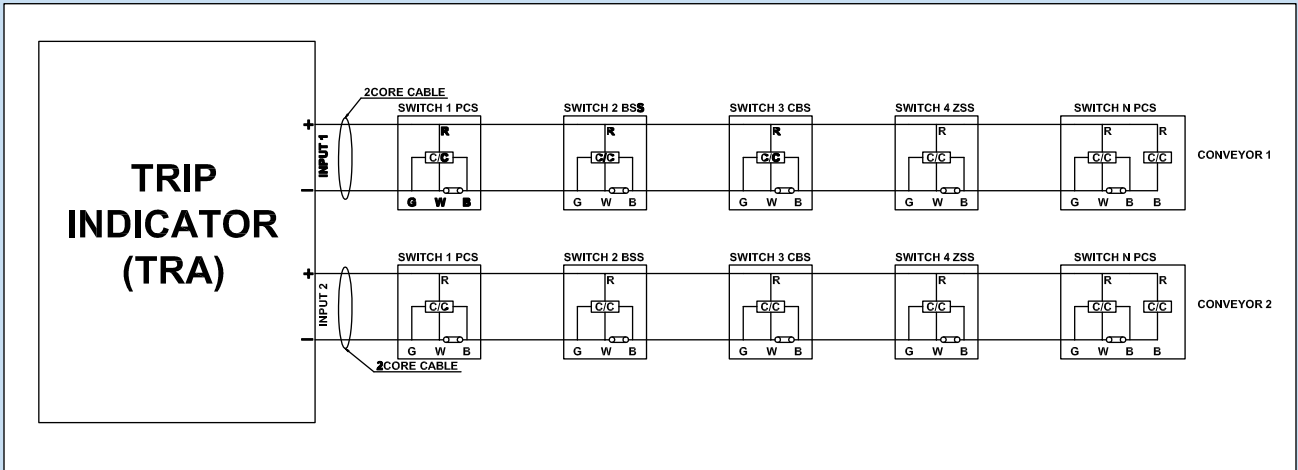 TRIP
INDICATOR
(TRA)
2CORE CABLE
SWITCH 1 PCS SWITCH 2 BSS SWITCH 3 CBS SWITCH 4 ZSS SWITCH N PCS
+
R R R R R R
INPUT 1
C/C C/C C/C C/C C/C C/C
CONVEYOR 1
−
G W B G W B G W B G W B G W B B
SWITCH 1 PCS SWITCH 2 BSS SWITCH 3 CBS SWITCH 4 ZSS SWITCH N PCS
+
R R R R R R
INPUT 2
C/C C/C C/C C/C C/C C/C
CONVEYOR 2
−
G W B G W B G W B G W B G W B B
2CORE CABLE